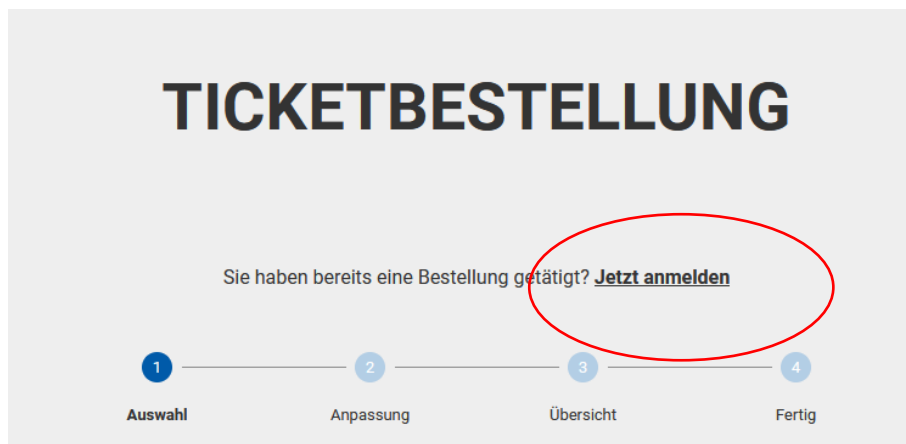 TICKETBESTELLUNG
Sie haben bereits eine Bestellung getätigt? Jetzt anmelden
1 2 3 4
Auswahl Anpassung Übersicht Fertig